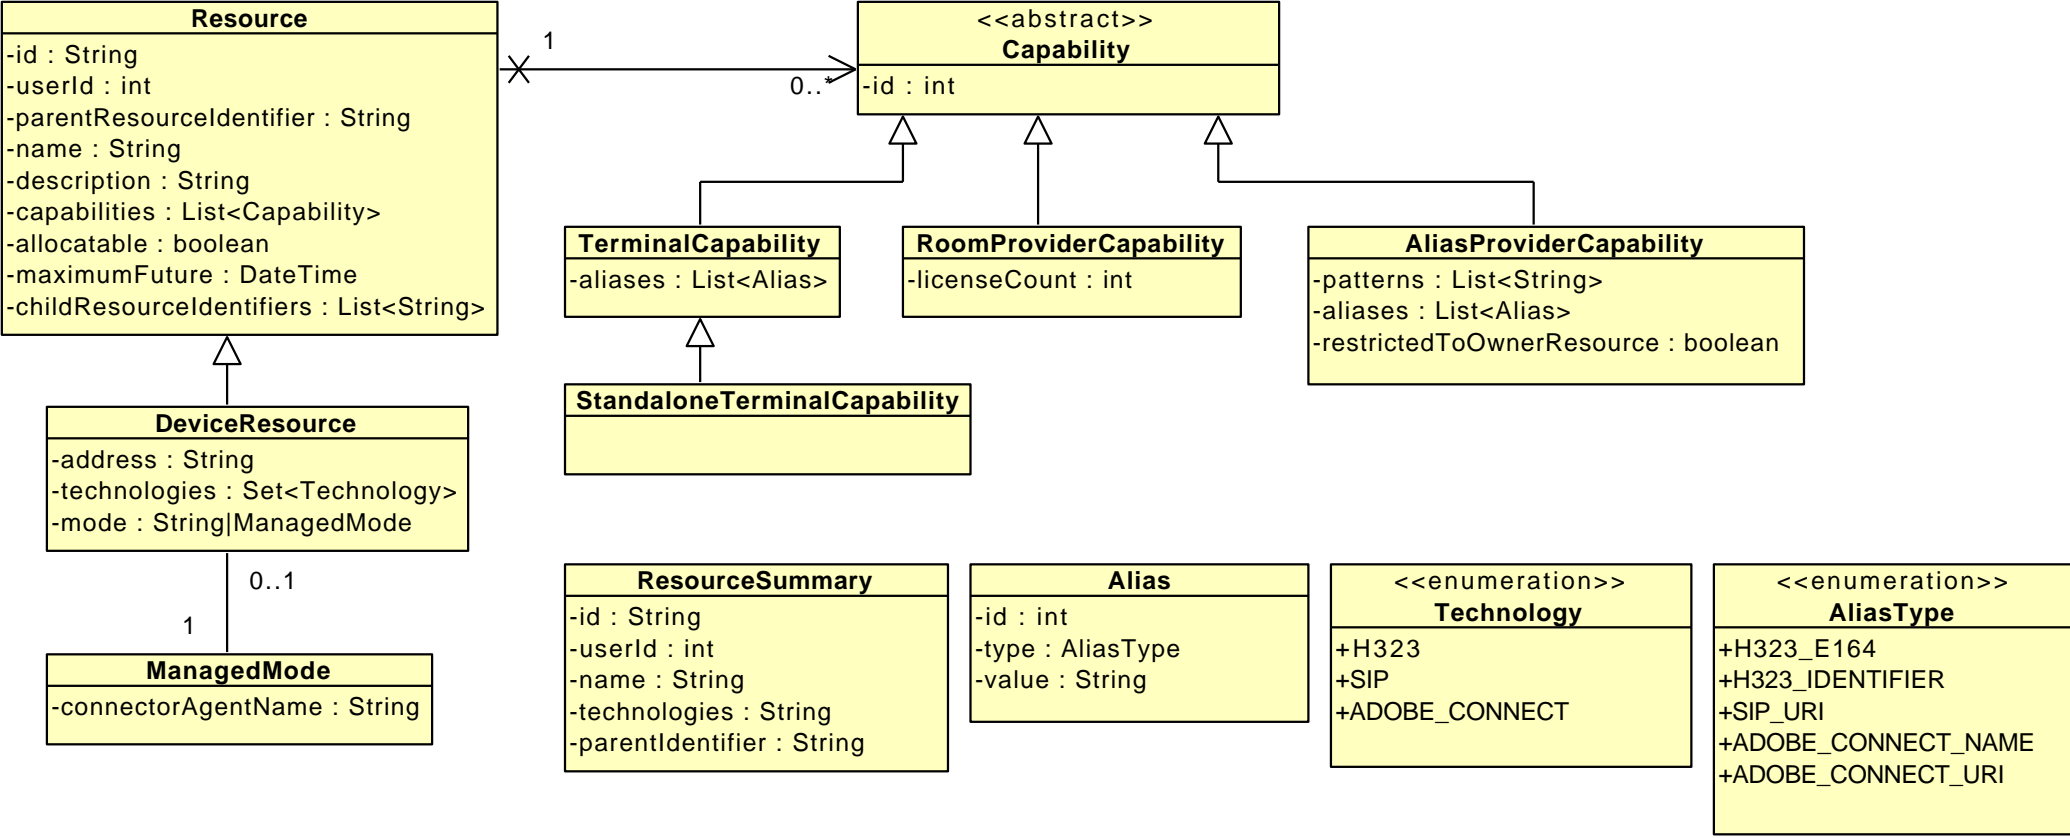 Resource
-id : String
-userId : int
-parentResourceIdentifier : String
-name : String
-description : String
-capabilities : List<Capability>
-allocatable : boolean
-maximumFuture : DateTime
-childResourceIdentifiers : List<String>
1
0..*
<<abstract>>
Capability
-id : int
TerminalCapability
-aliases : List<Alias>
RoomProviderCapability
-licenseCount : int
AliasProviderCapability
-patterns : List<String>
-aliases : List<Alias>
-restrictedToOwnerResource : boolean
StandaloneTerminalCapability
DeviceResource
-address : String
-technologies : Set<Technology>
-mode : String|ManagedMode
0..1
1
ManagedMode
-connectorAgentName : String
ResourceSummary
-id : String
-userId : int
-name : String
-technologies : String
-parentIdentifier : String
Alias
-id : int
-type : AliasType
-value : String
<<enumeration>>
Technology
+H323
+SIP
+ADOBE_CONNECT
<<enumeration>>
AliasType
+H323_E164
+H323_IDENTIFIER
+SIP_URI
+ADOBE_CONNECT_NAME
+ADOBE_CONNECT_URI